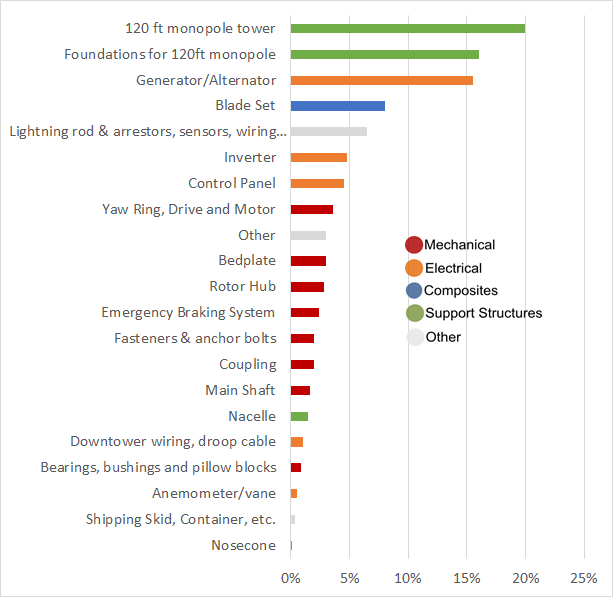 120 ft monopole tower
Foundations for 120ft monopole
Generator/Alternator
Blade Set
Lightning rod & arrestors, sensors, wiring...
Inverter
Control Panel
Yaw Ring, Drive and Motor
Other
Bedplate
Rotor Hub
Emergency Braking System
Fasteners & anchor bolts
Coupling
Main Shaft
Nacelle
Downtower wiring, droop cable
Bearings, bushings and pillow blocks
Anemometer/vane
Shipping Skid, Container, etc.
Nosecone
Mechanical
Electrical
Composites
Support Structures
Other
0% 5% 10% 15% 20% 25%